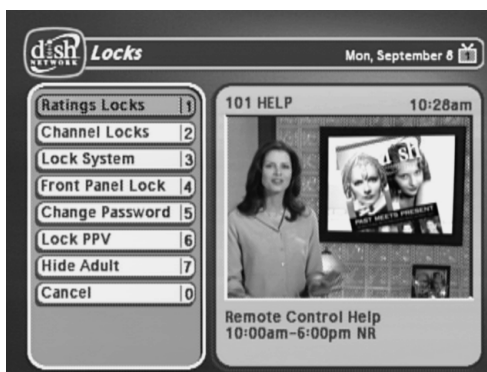 dish
NETWORK
Locks
Mon, September 8
1
Ratings Locks 1
Channel Locks 2
Lock System 3
Front Panel Lock 4
Change Password 5
Lock PPV 6
Hide Adult 7
Cancel 0
101 HELP 10:28am
dish
PAST MEETS PRESENT
Remote Control Help
10:00am-6:00pm NR